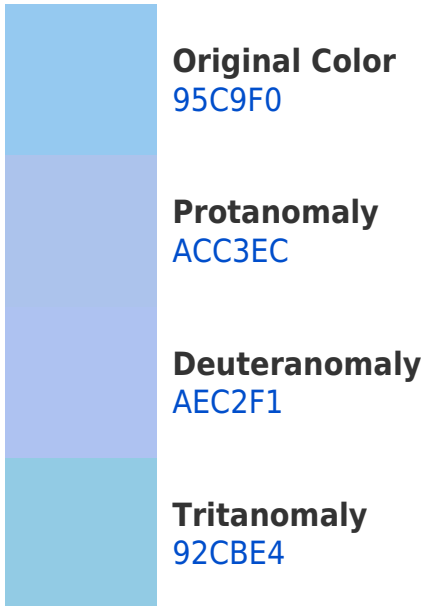 Original Color
95C9F0
Protanomaly
ACC3EC
Deuteranomaly
AEC2F1
Tritanomaly
92CBE4